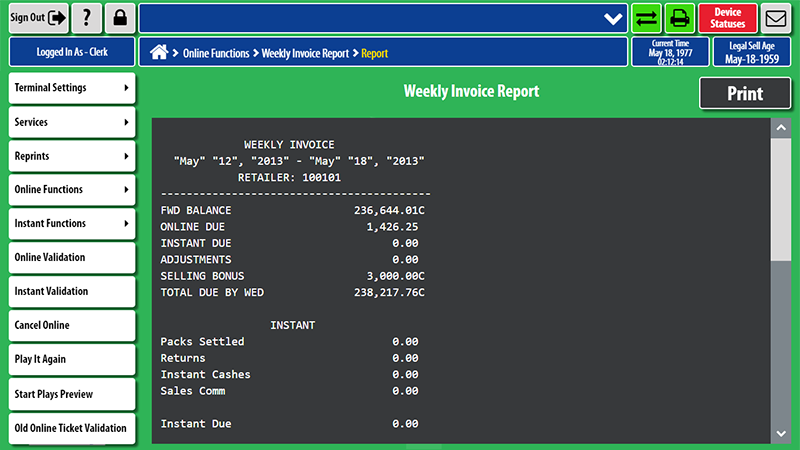 Sign Out
?
Device Statuses
Logged In As - Clerk
Online Functions > Weekly Invoice Report > Report
Current Time
May 18, 1977
02:12:14
Legal Sell Age
May-18-1959
Terminal Settings
Services
Reprints
Online Functions
Instant Functions
Online Validation
Instant Validation
Cancel Online
Play It Again
Start Plays Preview
Old Online Ticket Validation
Weekly Invoice Report
Print
WEEKLY INVOICE
"May" "12", "2013" - "May" "18", "2013"
RETAILER: 100101
------------------------------------------
FWD BALANCE 236,644.01C
ONLINE DUE 1,426.25
INSTANT DUE 0.00
ADJUSTMENTS 0.00
SELLING BONUS 3,000.00C
TOTAL DUE BY WED 238,217.76C
INSTANT
Packs Settled 0.00
Returns 0.00
Instant Cashes 0.00
Sales Comm 0.00
Instant Due 0.00